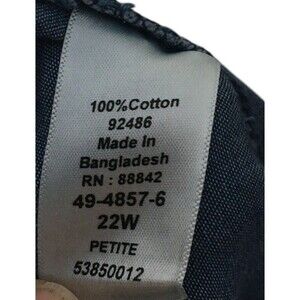 100%Cotton
92486
Made in
Bangladesh
RN : 88842
49-4857-6
22W
PETITE
53850012